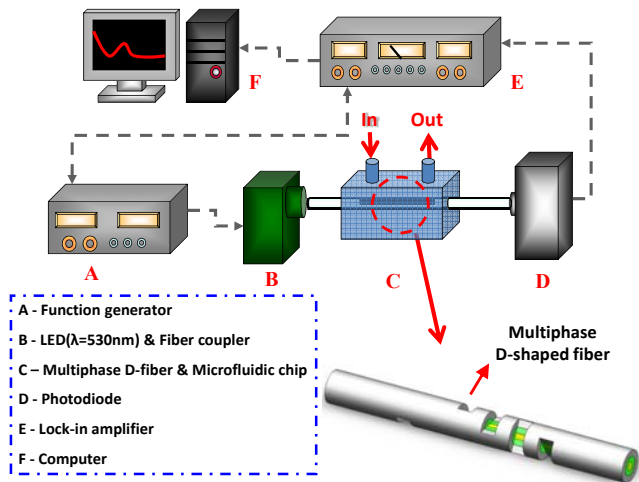 F
E
In
Out
A
B
C
D
A - Function generator
B - LED(λ=530nm) & Fiber coupler
C – Multiphase D-fiber & Microfluidic chip
D - Photodiode
E - Lock-in amplifier
F - Computer
Multiphase
D-shaped fiber